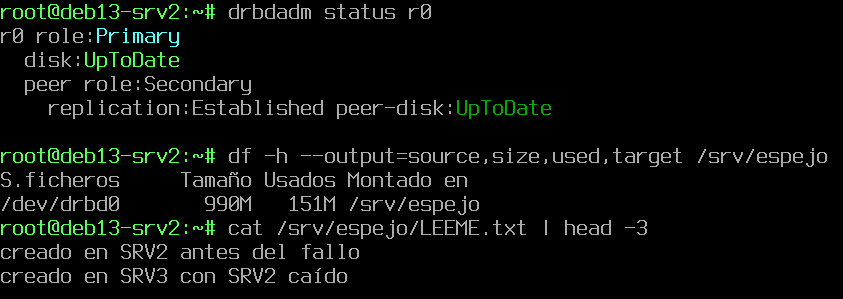 root@deb13-srv2:~# drbdadm status r0
r0 role:Primary
  disk:UpToDate
  peer role:Secondary
    replication:Established peer-disk:UpToDate

root@deb13-srv2:~# df -h --output=source,size,used,target /srv/espejo
S.ficheros     Tamaño Usados Montado en
/dev/drbd0       990M   151M /srv/espejo
root@deb13-srv2:~# cat /srv/espejo/LEEME.txt | head -3
creado en SRV2 antes del fallo
creado en SRV3 con SRV2 caído